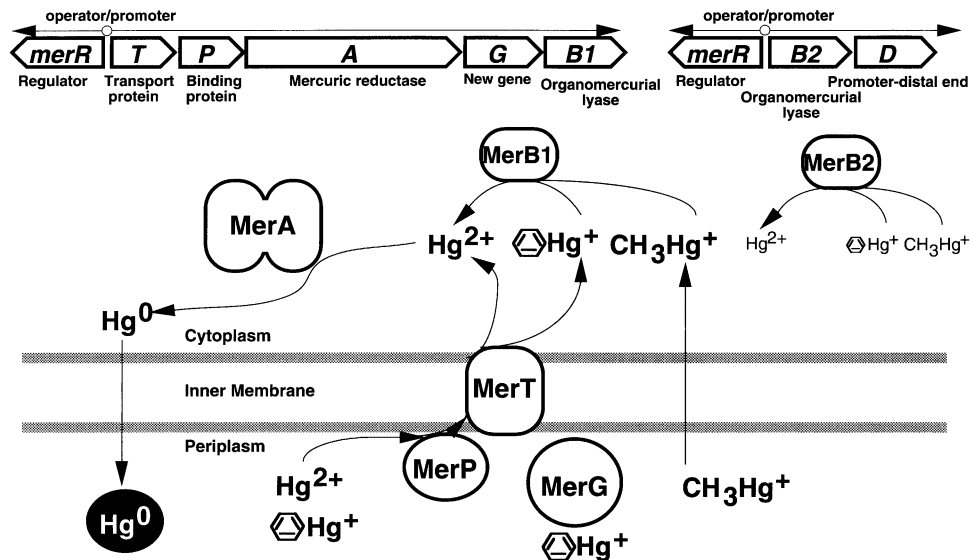 operator/promoter
merR T P A G B1
Regulator
Transport
protein
Binding
protein
Mercuric reductase
New gene
Organomercurial
lyase
operator/promoter
merR B2 D
Regulator
Organomercurial
lyase
Promoter-distal end
MerB1
MerB2
MerA
Hg2+
Hg+
CH3Hg+
Hg2+
Hg+
CH3Hg+
Hg0
Cytoplasm
Inner Membrane
MerT
Periplasm
MerP
Hg2+
Hg+
MerG
Hg+
CH3Hg+
Hg0